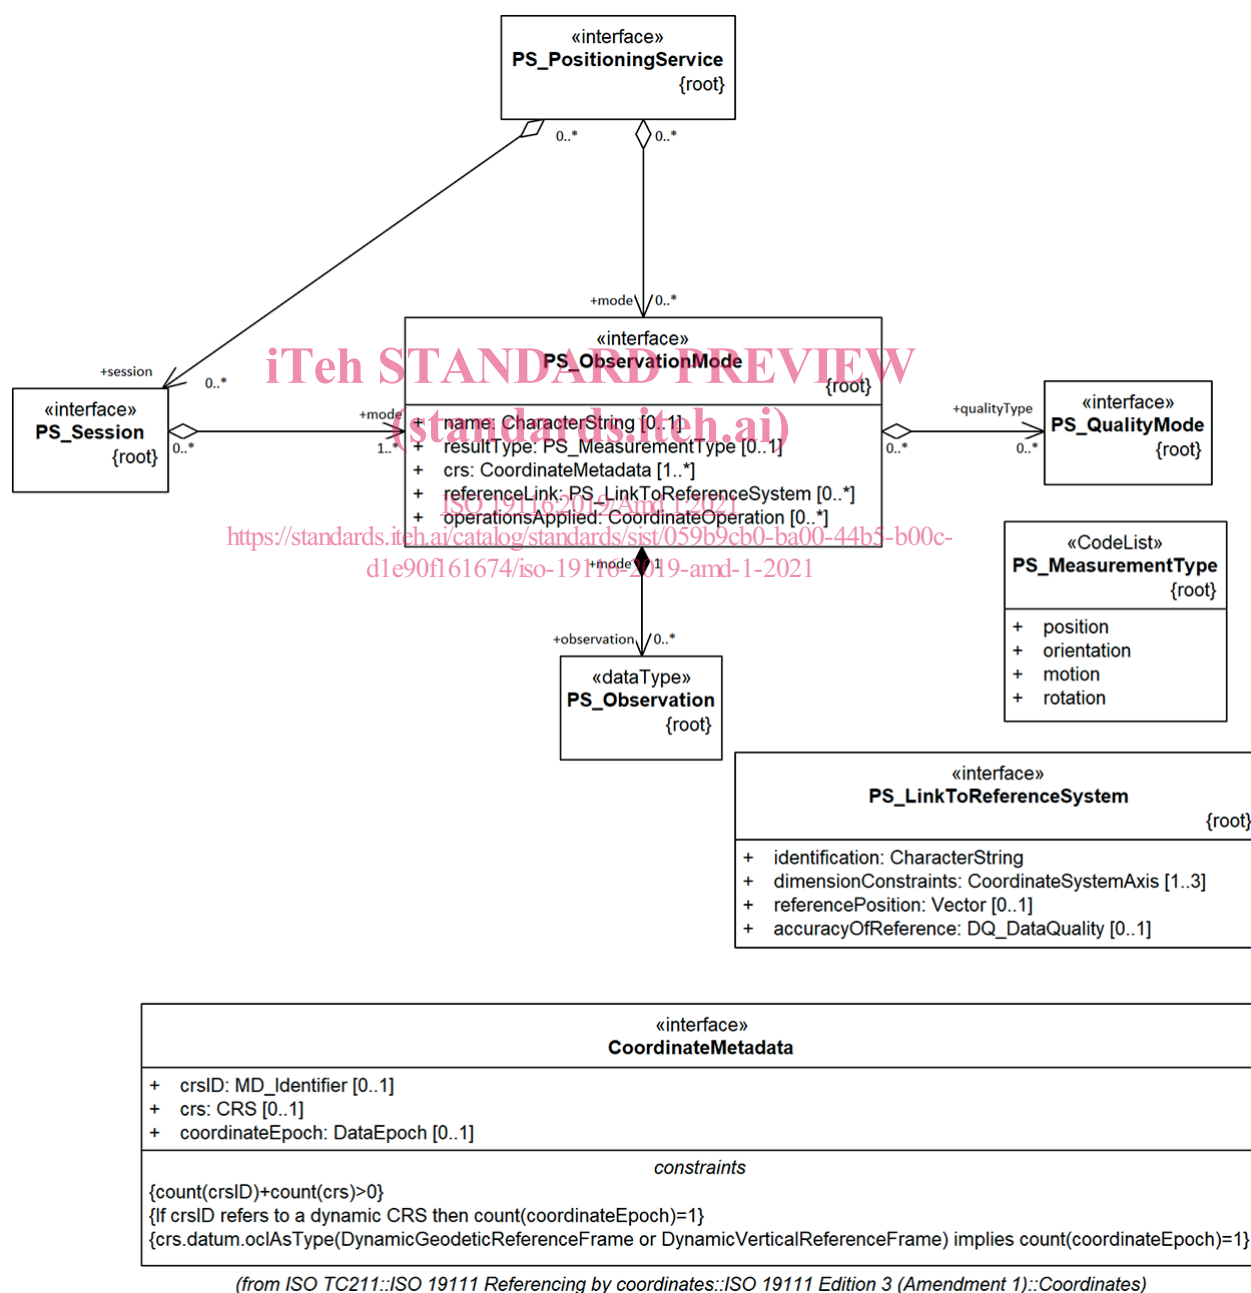 «interface»
PS_PositioningService
{root}
0..*
0..*
+mode
0..*
+session
0..*
«interface»
PS_Session
{root}
0..*
+mode
1..*
«interface»
PS_ObservationMode
{root}
+ name: CharacterString [0..1]
+ resultType: PS_MeasurementType [0..1]
+ crs: CoordinateMetadata [1..*]
+ referenceLink: PS_LinkToReferenceSystem [0..*]
+ operationsApplied: CoordinateOperation [0..*]
iTeh STANDARD PREVIEW
(standards.iteh.ai)
ISO 19116:2019/Amd 1:2021
https://standards.iteh.ai/catalog/standards/sist/059b9cb0-ba00-44b5-b00c-
d1e90f161674/iso-19116-2019-amd-1-2021
0..*
+qualityType
0..*
«interface»
PS_QualityMode
{root}
+mode
1
+observation
0..*
«dataType»
PS_Observation
{root}
«CodeList»
PS_MeasurementType
{root}
+ position
+ orientation
+ motion
+ rotation
«interface»
PS_LinkToReferenceSystem
{root}
+ identification: CharacterString
+ dimensionConstraints: CoordinateSystemAxis [1..3]
+ referencePosition: Vector [0..1]
+ accuracyOfReference: DQ_DataQuality [0..1]
«interface»
CoordinateMetadata
+ crsID: MD_Identifier [0..1]
+ crs: CRS [0..1]
+ coordinateEpoch: DataEpoch [0..1]
constraints
{count(crsID)+count(crs)>0}
{If crsID refers to a dynamic CRS then count(coordinateEpoch)=1}
{crs.datum.oclAsType(DynamicGeodeticReferenceFrame or DynamicVerticalReferenceFrame) implies count(coordinateEpoch)=1}
(from ISO TC211::ISO 19111 Referencing by coordinates::ISO 19111 Edition 3 (Amendment 1)::Coordinates)